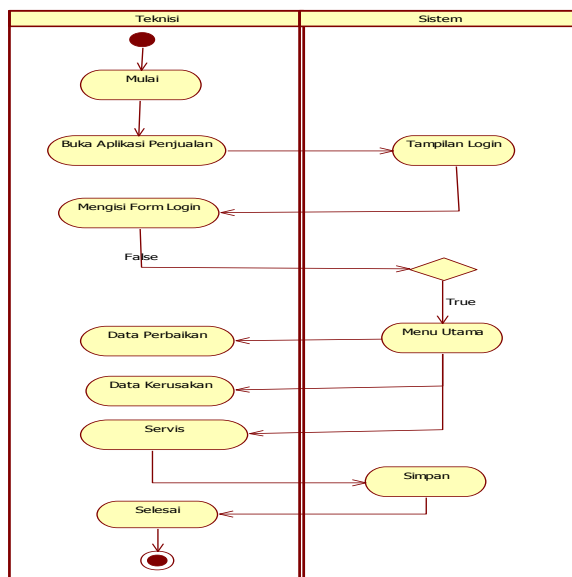 Teknisi
Sistem
Mulai
Buka Aplikasi Penjualan
Tampilan Login
Mengisi Form Login
False
True
Menu Utama
Data Perbaikan
Data Kerusakan
Servis
Simpan
Selesai